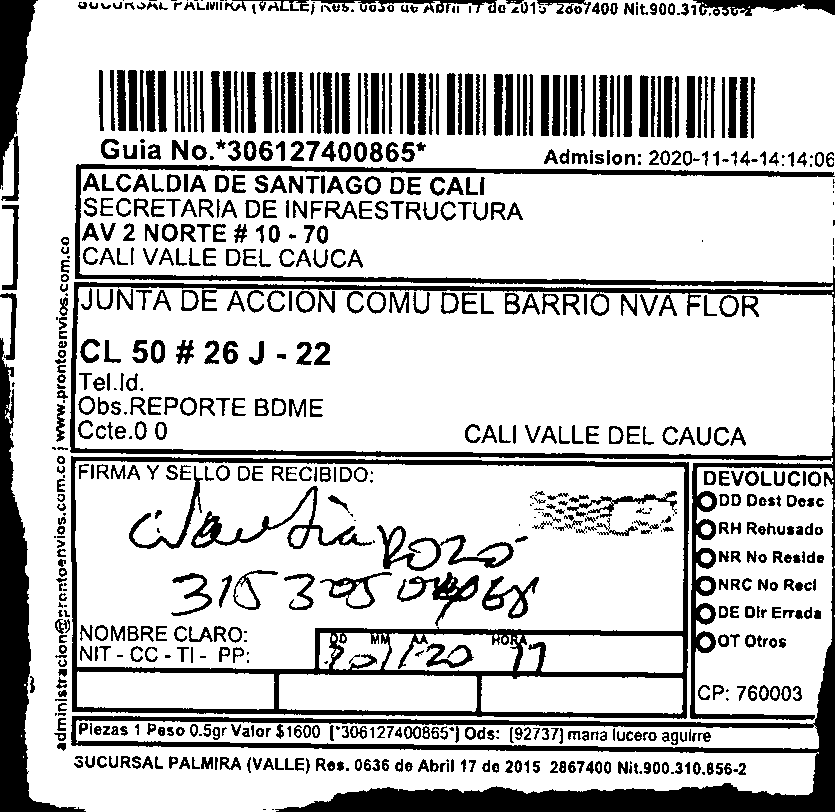 SUCURSAL PALMIRA (VALLE) Res. 0636 de Abril 17 de 2015 2867400 Nit.900.310.856-2
Guia No.*306127400865*
Admision: 2020-11-14-14:14:06
ALCALDIA DE SANTIAGO DE CALI
SECRETARIA DE INFRAESTRUCTURA
AV 2 NORTE # 10 - 70
CALI VALLE DEL CAUCA
JUNTA DE ACCION COMU DEL BARRIO NVA FLOR
CL 50 # 26 J - 22
Tel.Id.
Obs.REPORTE BDME
Ccte.0 0
CALI VALLE DEL CAUCA
administracion@prontoenvios.com.co | www.prontoenvios.com.co
FIRMA Y SELLO DE RECIBIDO:
Claudia Pozo
315 305
NOMBRE CLARO:
NIT - CC - TI - PP:
DD MM AA HORA
DEVOLUCION
DD Dest Desc
RH Rehusado
NR No Reside
NRC No Recl
DE Dir Errada
OT Otros
CP: 760003
Piezas 1 Peso 0.5gr Valor $1600 [*306127400865*] Ods: [92737] maria lucero aguirre
SUCURSAL PALMIRA (VALLE) Res. 0636 de Abril 17 de 2015 2867400 Nit.900.310.856-2